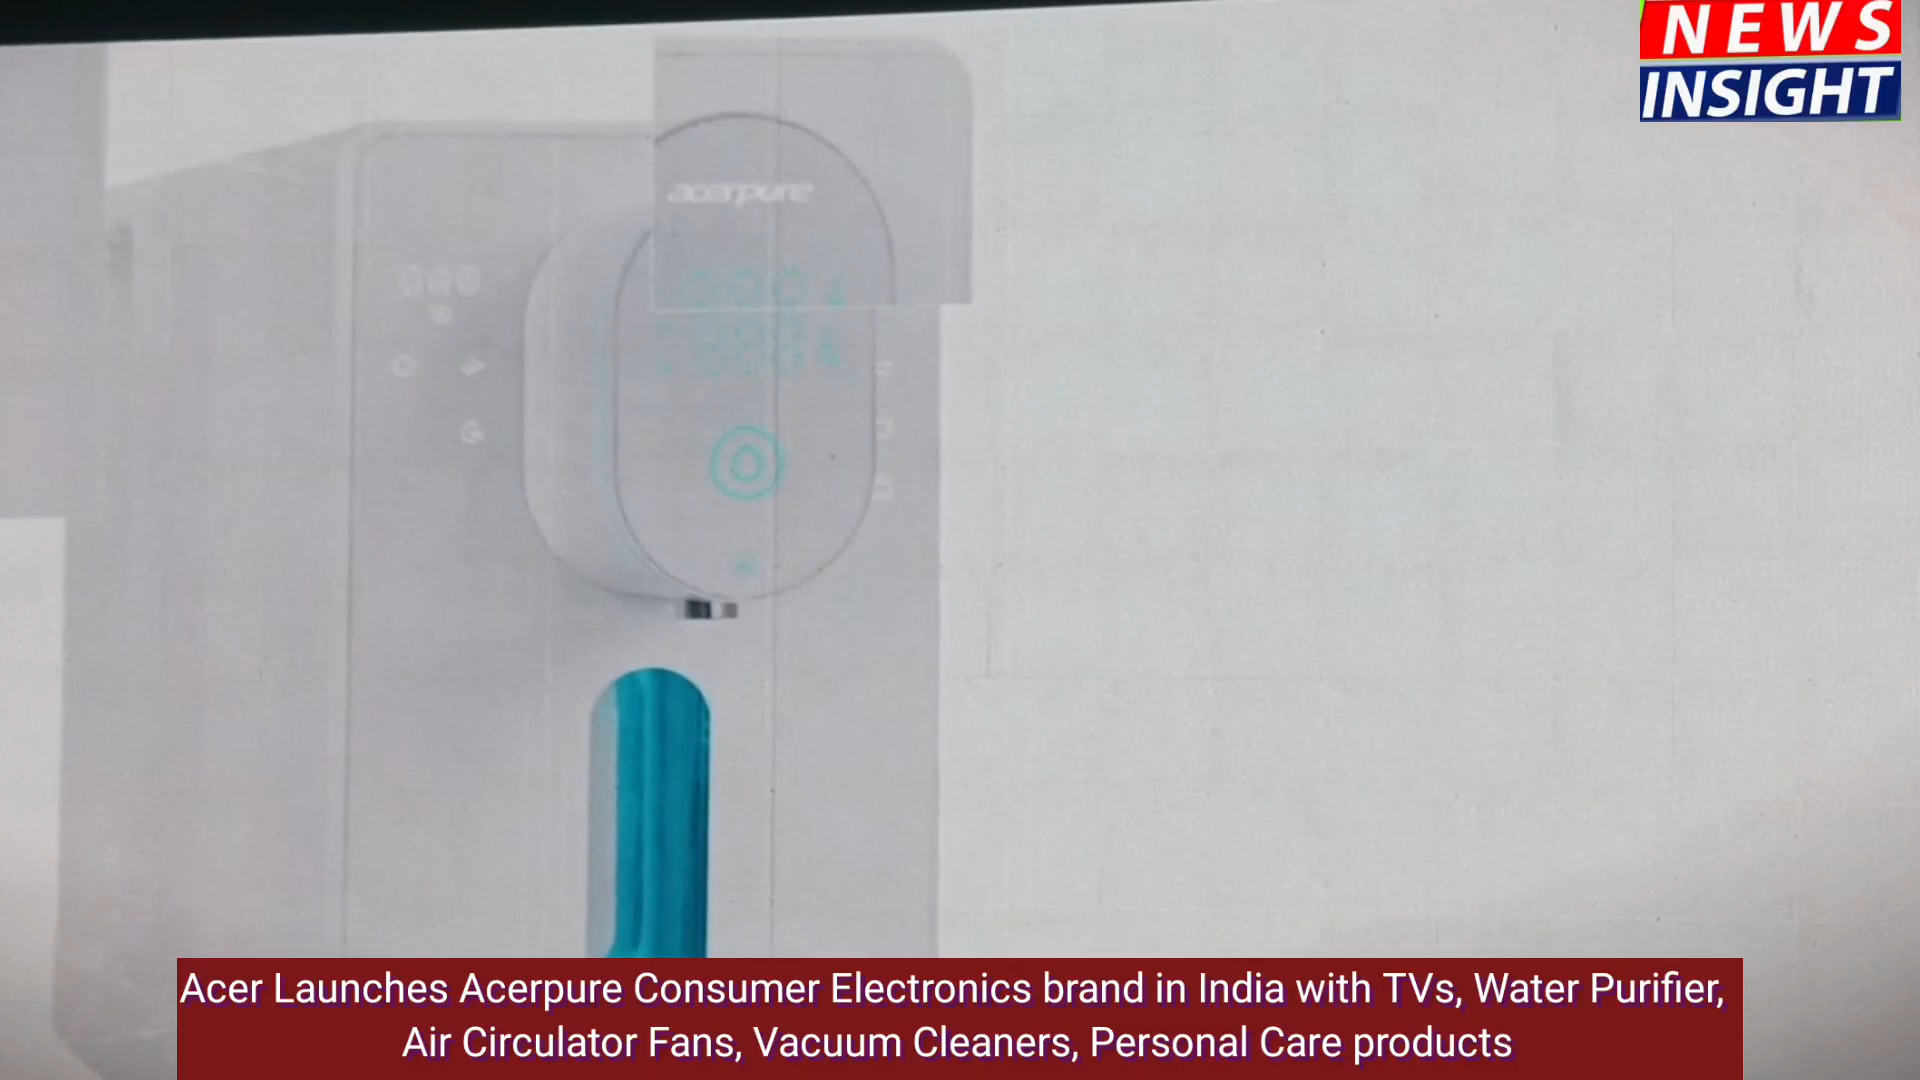 NEWS
INSIGHT
acerpure
Acer Launches Acerpure Consumer Electronics brand in India with TVs, Water Purifier,
Air Circulator Fans, Vacuum Cleaners, Personal Care products